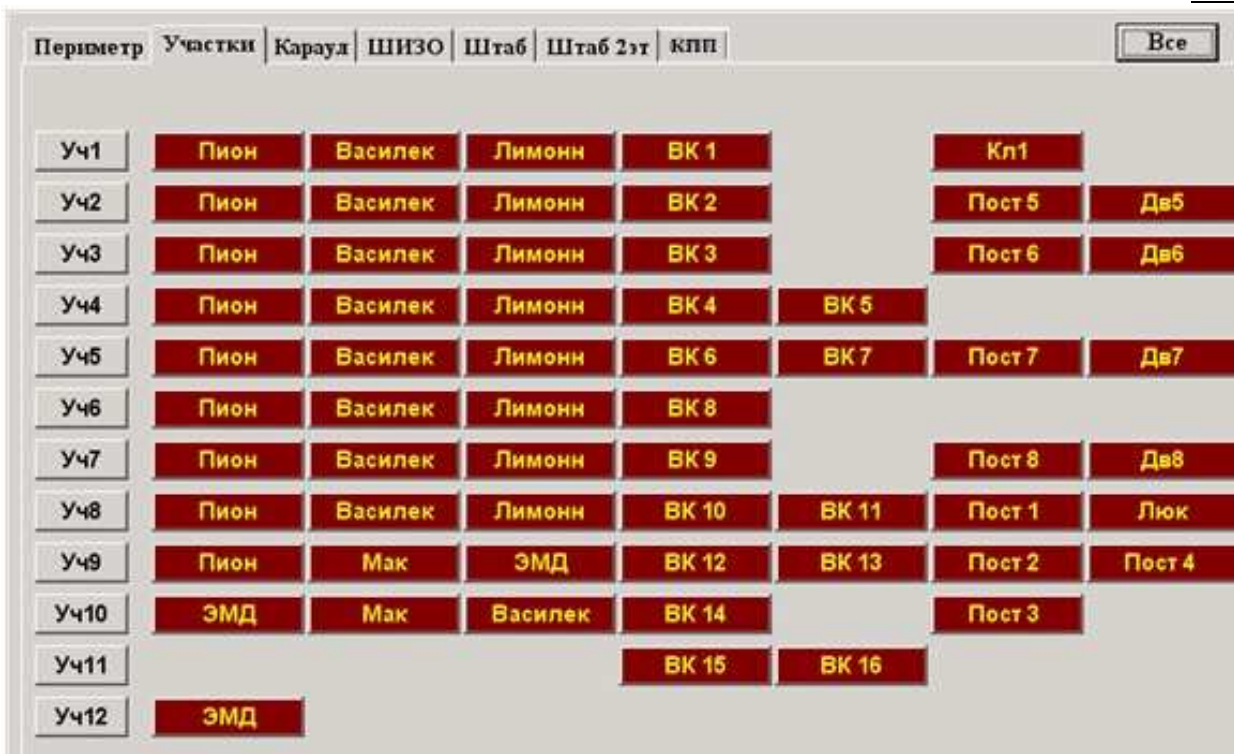 Периметр Участки Караул ШИЗО Штаб Штаб 2эт КПП Все
Уч1 Пион Василек Лимонн ВК 1 Кл1
Уч2 Пион Василек Лимонн ВК 2 Пост 5 Дв5
Уч3 Пион Василек Лимонн ВК 3 Пост 6 Дв6
Уч4 Пион Василек Лимонн ВК 4 ВК 5
Уч5 Пион Василек Лимонн ВК 6 ВК 7 Пост 7 Дв7
Уч6 Пион Василек Лимонн ВК 8
Уч7 Пион Василек Лимонн ВК 9 Пост 8 Дв8
Уч8 Пион Василек Лимонн ВК 10 ВК 11 Пост 1 Люк
Уч9 Пион Мак ЭМД ВК 12 ВК 13 Пост 2 Пост 4
Уч10 ЭМД Мак Василек ВК 14 Пост 3
Уч11 ВК 15 ВК 16
Уч12 ЭМД